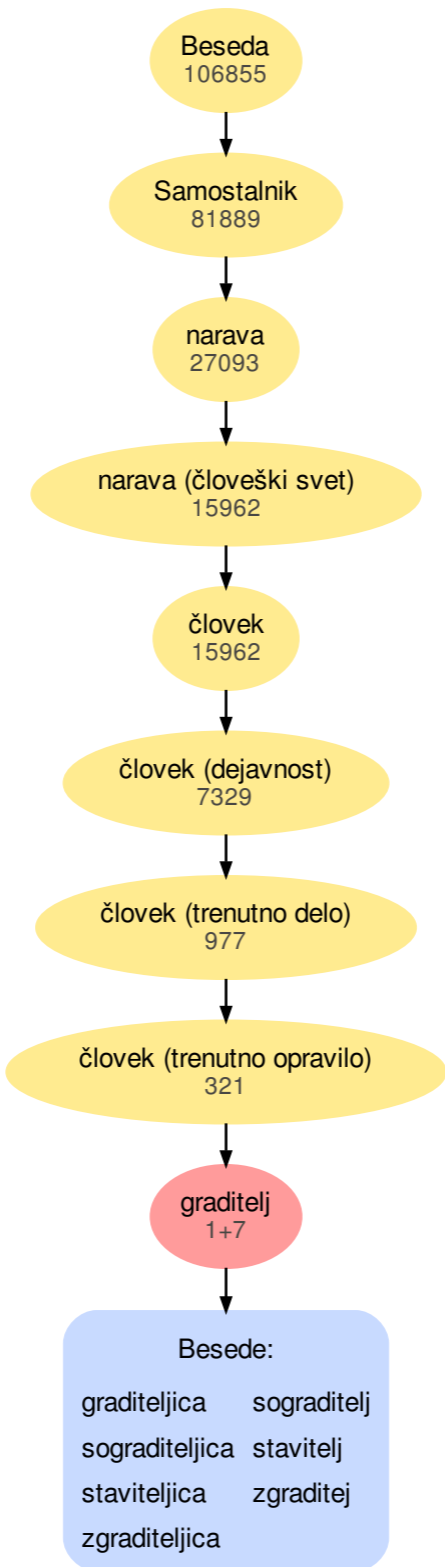 Beseda
106855
Samostalnik
81889
narava
27093
narava (človeški svet)
15962
človek
15962
človek (dejavnost)
7329
človek (trenutno delo)
977
človek (trenutno opravilo)
321
graditelj
1+7
Besede:
graditeljica sograditelj
sograditeljica stavitelj
staviteljica zgraditej
zgraditeljica